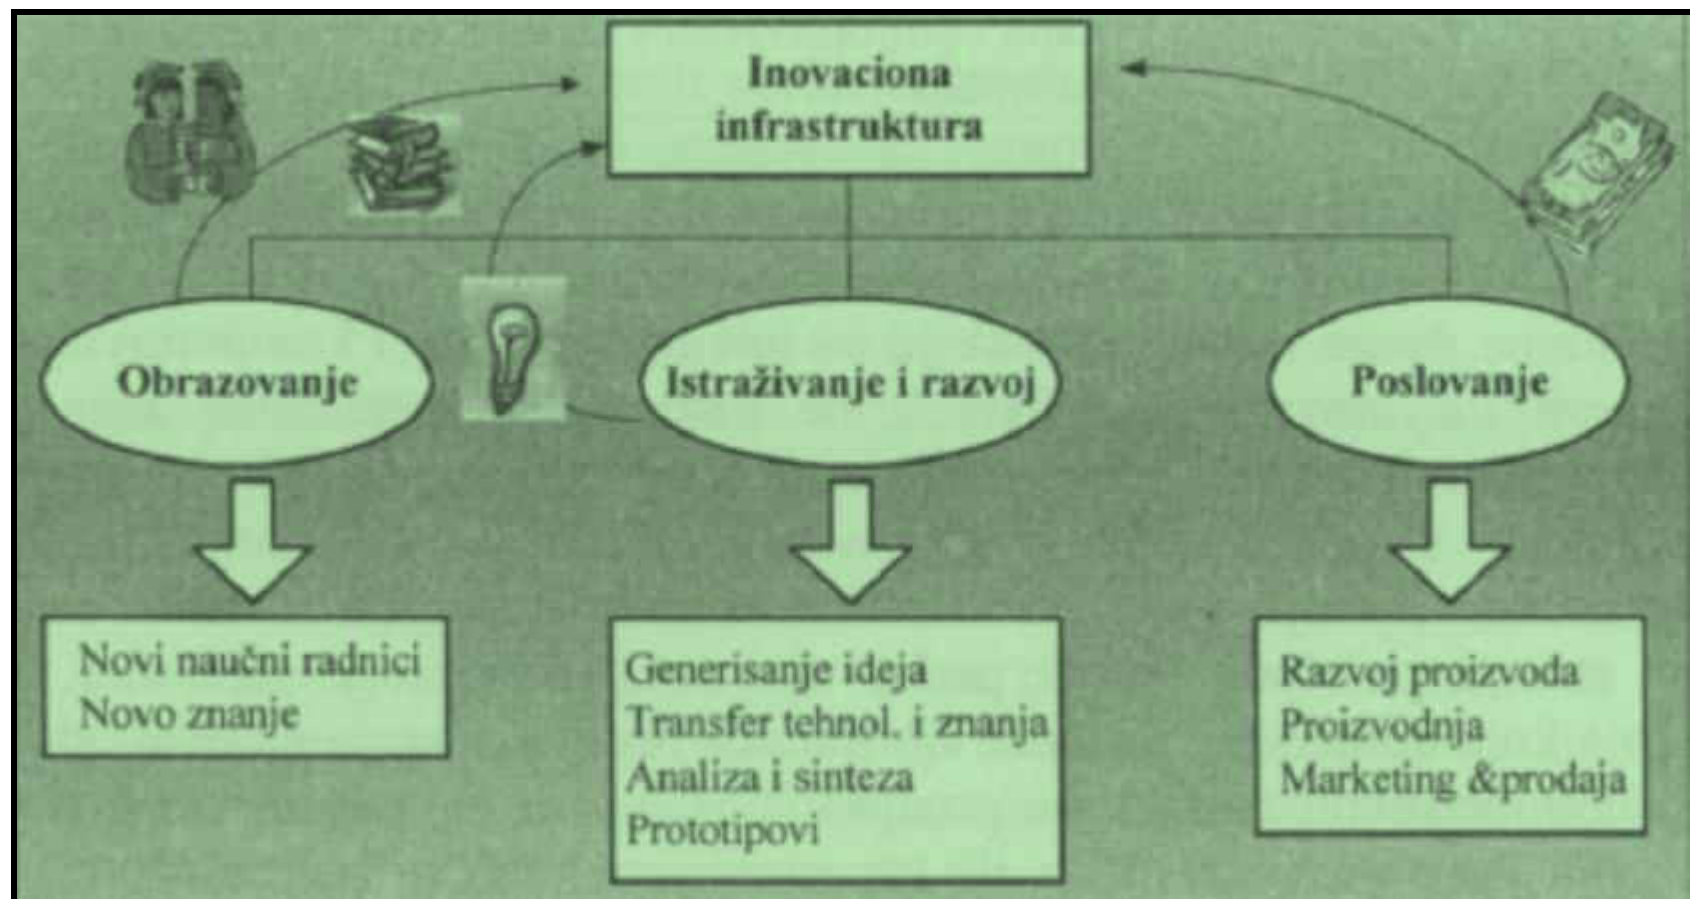 Inovaciona
infrastruktura
Obrazovanje
Istraživanje i razvoj
Poslovanje
Novi naučni radnici
Novo znanje
Generisanje ideja
Transfer tehnol. i znanja
Analiza i sinteza
Prototipovi
Razvoj proizvoda
Proizvodnja
Marketing &prodaja